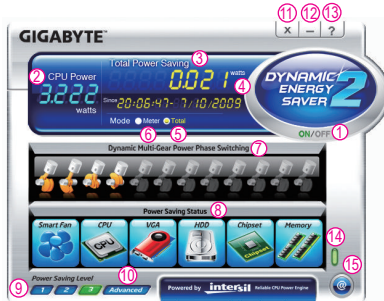 ⑪ ⑫ ⑬
× – ?
GIGABYTE™
Total Power Saving ③
② CPU Power
0.021 watts ④
3.222
watts
Since 20:06:47- 7/10/2009
Mode Meter Total
⑥ ⑤
DYNAMIC
ENERGY
SAVER 2
ON/OFF ①
Dynamic Multi-Gear Power Phase Switching ⑦
Power Saving Status ⑧
Smart Fan CPU VGA HDD Chipset Memory
CPU Chipset
⑭
⑩ ⑮
Power Saving Level
⑨ 1 2 3 Advanced
Powered by intersil Reliable CPU Power Engine
@